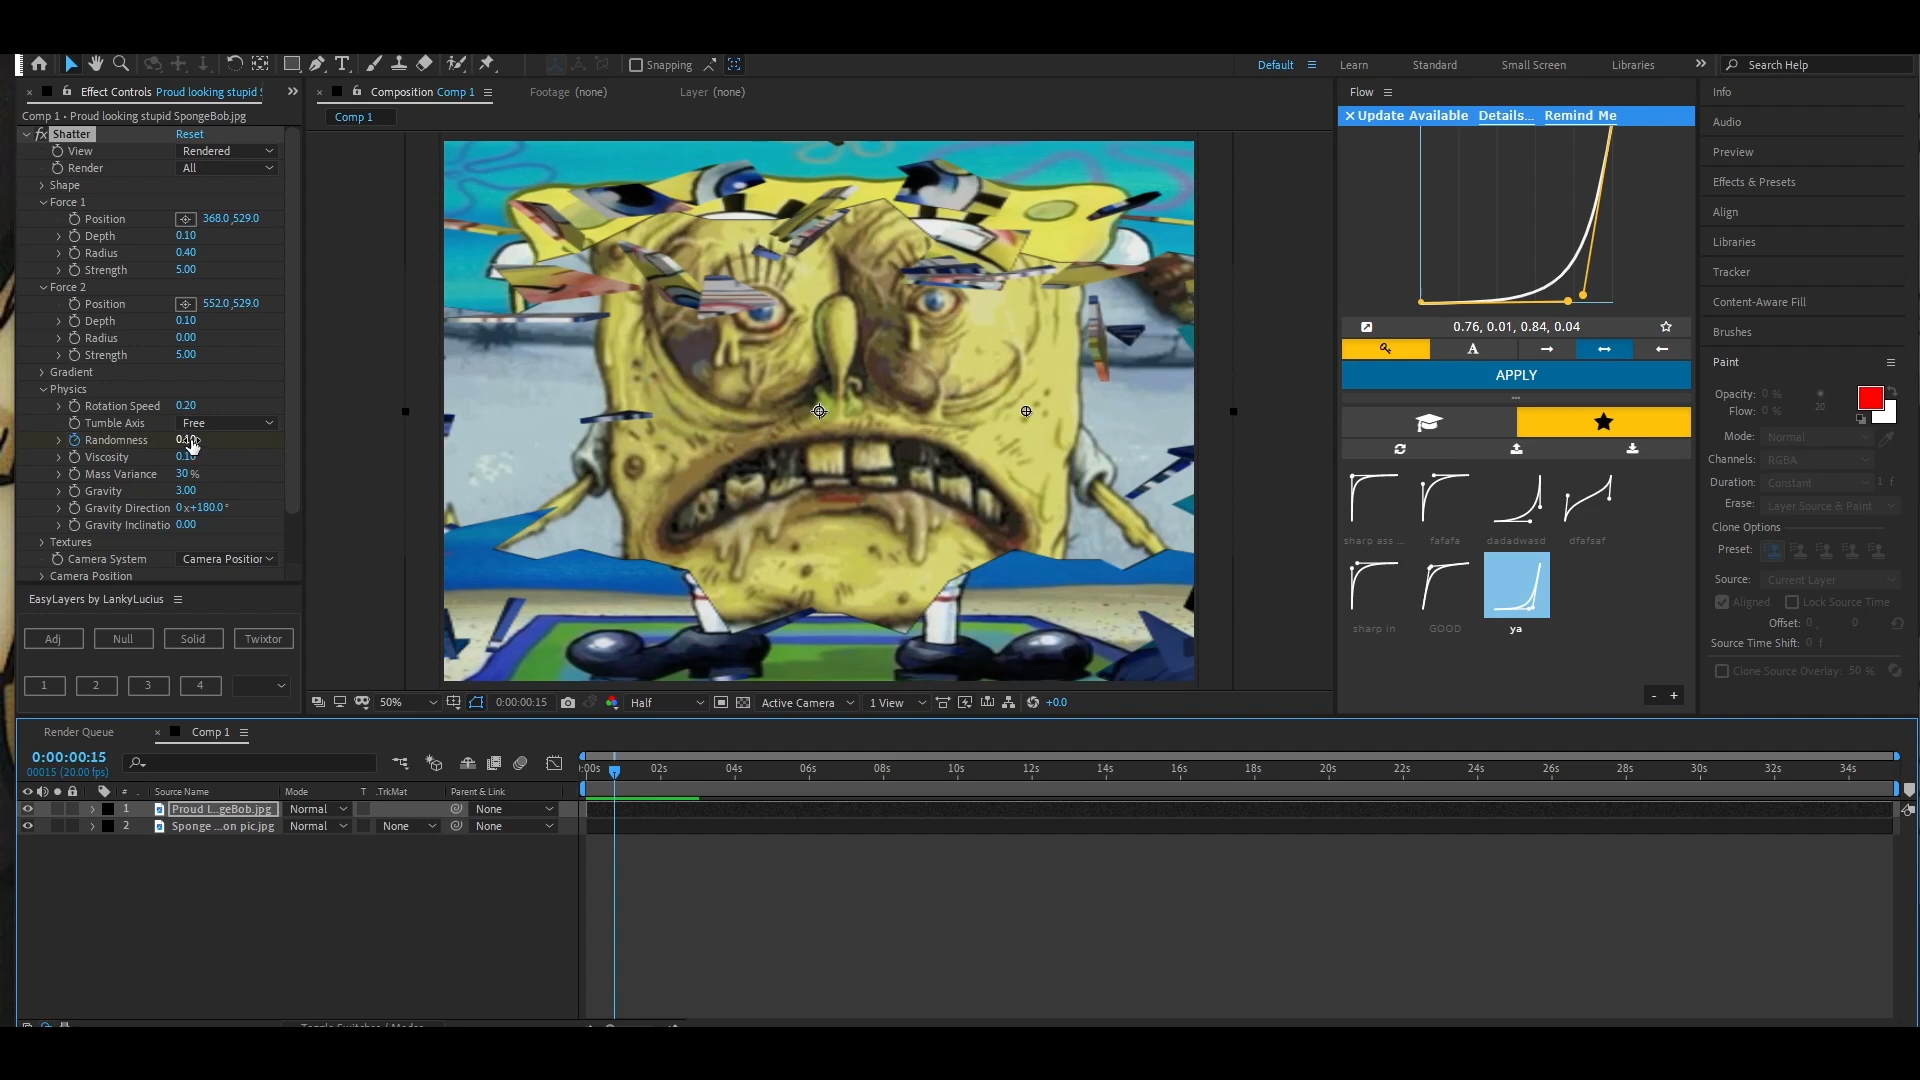 Snapping
Default
Learn
Standard
Small Screen
Libraries
Search Help
Effect Controls Proud looking stupid
Composition Comp 1
Footage (none)
Layer (none)
Flow
Info
Comp 1 • Proud looking stupid SpongeBob.jpg
Comp 1
Update Available Details... Remind Me
Audio
fx Shatter Reset
View Rendered
Preview
Render All
Effects & Presets
Shape
Force 1
Align
Position 368.0,529.0
Depth 0.10
Libraries
Radius 0.40
Strength 5.00
Tracker
Force 2
Position 552.0,529.0
Content-Aware Fill
Depth 0.10
0.76, 0.01, 0.84, 0.04
Radius 0.00
Brushes
Strength 5.00
A
Paint
Gradient
APPLY
Physics
Opacity: 0 %
Rotation Speed 0.20
Flow: 0 %
20
Tumble Axis Free
Randomness
Mode: Normal
Viscosity 0.10
Channels: RGBA
Mass Variance 30 %
Duration: Constant 1 f
Gravity 3.00
Erase: Layer Source & Paint
Gravity Direction 0x+180.0°
Gravity Inclinatio 0.00
Clone Options
Textures
sharp ass ...
fafafa
dadadwasd
dfafsaf
Preset:
Camera System Camera Position
Camera Position
Source: Current Layer
EasyLayers by LankyLucius
Aligned
Lock Source Time
Offset: 0 , 0
Adj
Null
Solid
Twixtor
sharp in
GOOD
ya
Source Time Shift: 0 f
Clone Source Overlay: 50 %
1
2
3
4
- +
50%
0:00:00:15
Half
Active Camera
1 View
+0.0
Render Queue
Comp 1
0:00:00:15
00015 (20.00 fps)
:00s
02s
04s
06s
08s
10s
12s
14s
16s
18s
20s
22s
24s
26s
28s
30s
32s
34s
# Source Name
Mode
T .TrkMat
Parent & Link
1 Proud l...geBob.jpg Normal None
2 Sponge ...on pic.jpg Normal None None